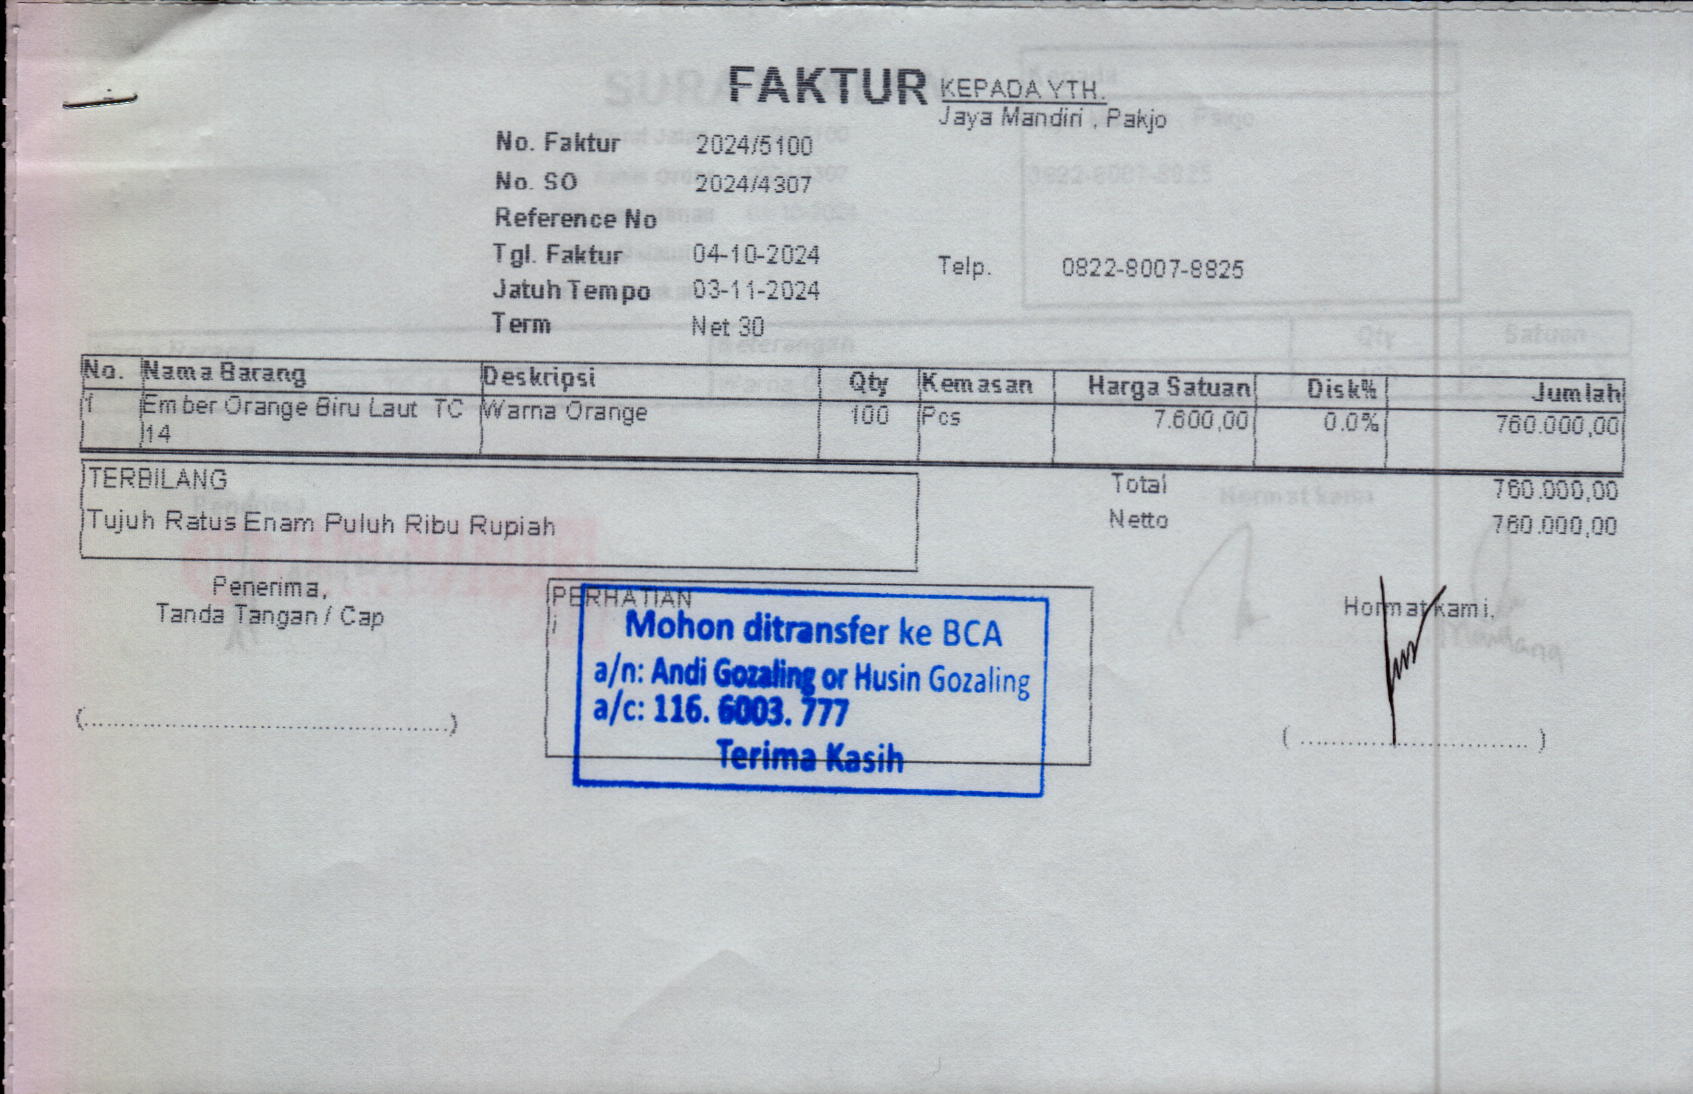 FAKTUR
KEPADA YTH.
Jaya Mandiri , Pakjo
No. Faktur 2024/5100
No. SO 2024/4307
Reference No
Tgl. Faktur 04-10-2024
Telp. 0822-8007-8825
Jatuh Tempo 03-11-2024
Term Net 30
No. Nama Barang Deskripsi Qty Kemasan Harga Satuan Disk% Jumlah
1 Ember Orange Biru Laut TC Warna Orange 100 Pcs 7.600,00 0.0% 760.000,00
14
TERBILANG
Tujuh Ratus Enam Puluh Ribu Rupiah
Total 760.000,00
Netto 760.000,00
Penerima,
Tanda Tangan / Cap
PERHATIAN
i
Mohon ditransfer ke BCA
a/n: Andi Gozaling or Husin Gozaling
a/c: 116. 6003. 777
Terima Kasih
Hormat kami,